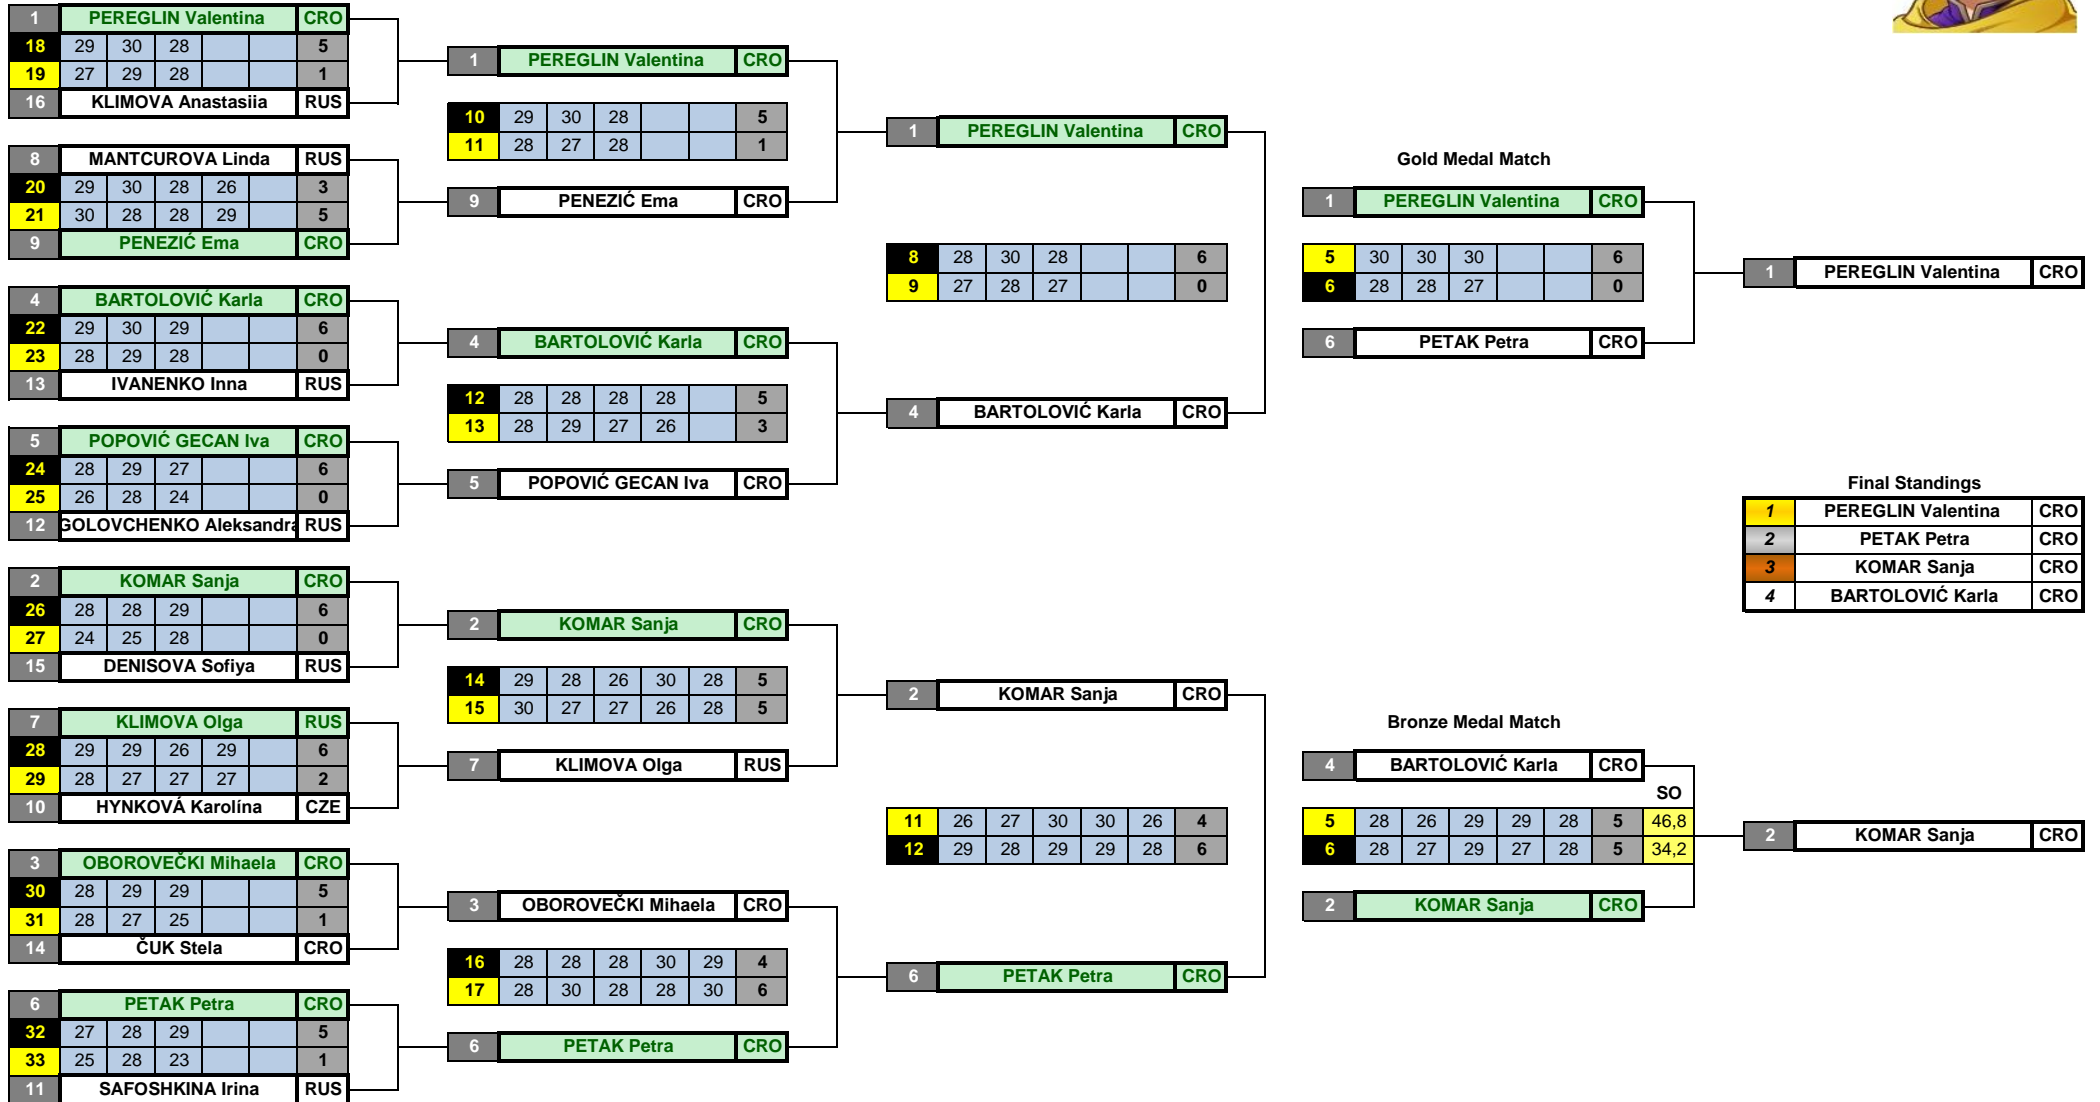 1 PEREGLIN Valentina CRO
18 29 30 28 5
19 27 29 28 1
16 KLIMOVA Anastasiia RUS
8 MANTCUROVA Linda RUS
20 29 30 28 26 3
21 30 28 28 29 5
9 PENEZIĆ Ema CRO
4 BARTOLOVIĆ Karla CRO
22 29 30 29 6
23 28 29 28 0
13 IVANENKO Inna RUS
5 POPOVIĆ GECAN Iva CRO
24 28 29 27 6
25 26 28 24 0
12 GOLOVCHENKO Aleksandra RUS
2 KOMAR Sanja CRO
26 28 28 29 6
27 24 25 28 0
15 DENISOVA Sofiya RUS
7 KLIMOVA Olga RUS
28 29 29 26 29 6
29 28 27 27 27 2
10 HYNKOVÁ Karolína CZE
3 OBOROVEČKI Mihaela CRO
30 28 29 29 5
31 28 27 25 1
14 ČUK Stela CRO
6 PETAK Petra CRO
32 27 28 29 5
33 25 28 23 1
11 SAFOSHKINA Irina RUS
1 PEREGLIN Valentina CRO
10 29 30 28 5
11 28 27 28 1
9 PENEZIĆ Ema CRO
4 BARTOLOVIĆ Karla CRO
12 28 28 28 28 5
13 28 29 27 26 3
5 POPOVIĆ GECAN Iva CRO
2 KOMAR Sanja CRO
14 29 28 26 30 28 5
15 30 27 27 26 28 5
7 KLIMOVA Olga RUS
3 OBOROVEČKI Mihaela CRO
16 28 28 28 30 29 4
17 28 30 28 28 30 6
6 PETAK Petra CRO
1 PEREGLIN Valentina CRO
8 28 30 28 6
9 27 28 27 0
4 BARTOLOVIĆ Karla CRO
2 KOMAR Sanja CRO
11 26 27 30 30 26 4
12 29 28 29 29 28 6
6 PETAK Petra CRO
Gold Medal Match
1 PEREGLIN Valentina CRO
5 30 30 30 6
6 28 28 27 0
6 PETAK Petra CRO
Bronze Medal Match
4 BARTOLOVIĆ Karla CRO
SO
5 28 26 29 29 28 5 46,8
6 28 27 29 27 28 5 34,2
2 KOMAR Sanja CRO
1 PEREGLIN Valentina CRO
Final Standings
1 PEREGLIN Valentina CRO
2 PETAK Petra CRO
3 KOMAR Sanja CRO
4 BARTOLOVIĆ Karla CRO
2 KOMAR Sanja CRO